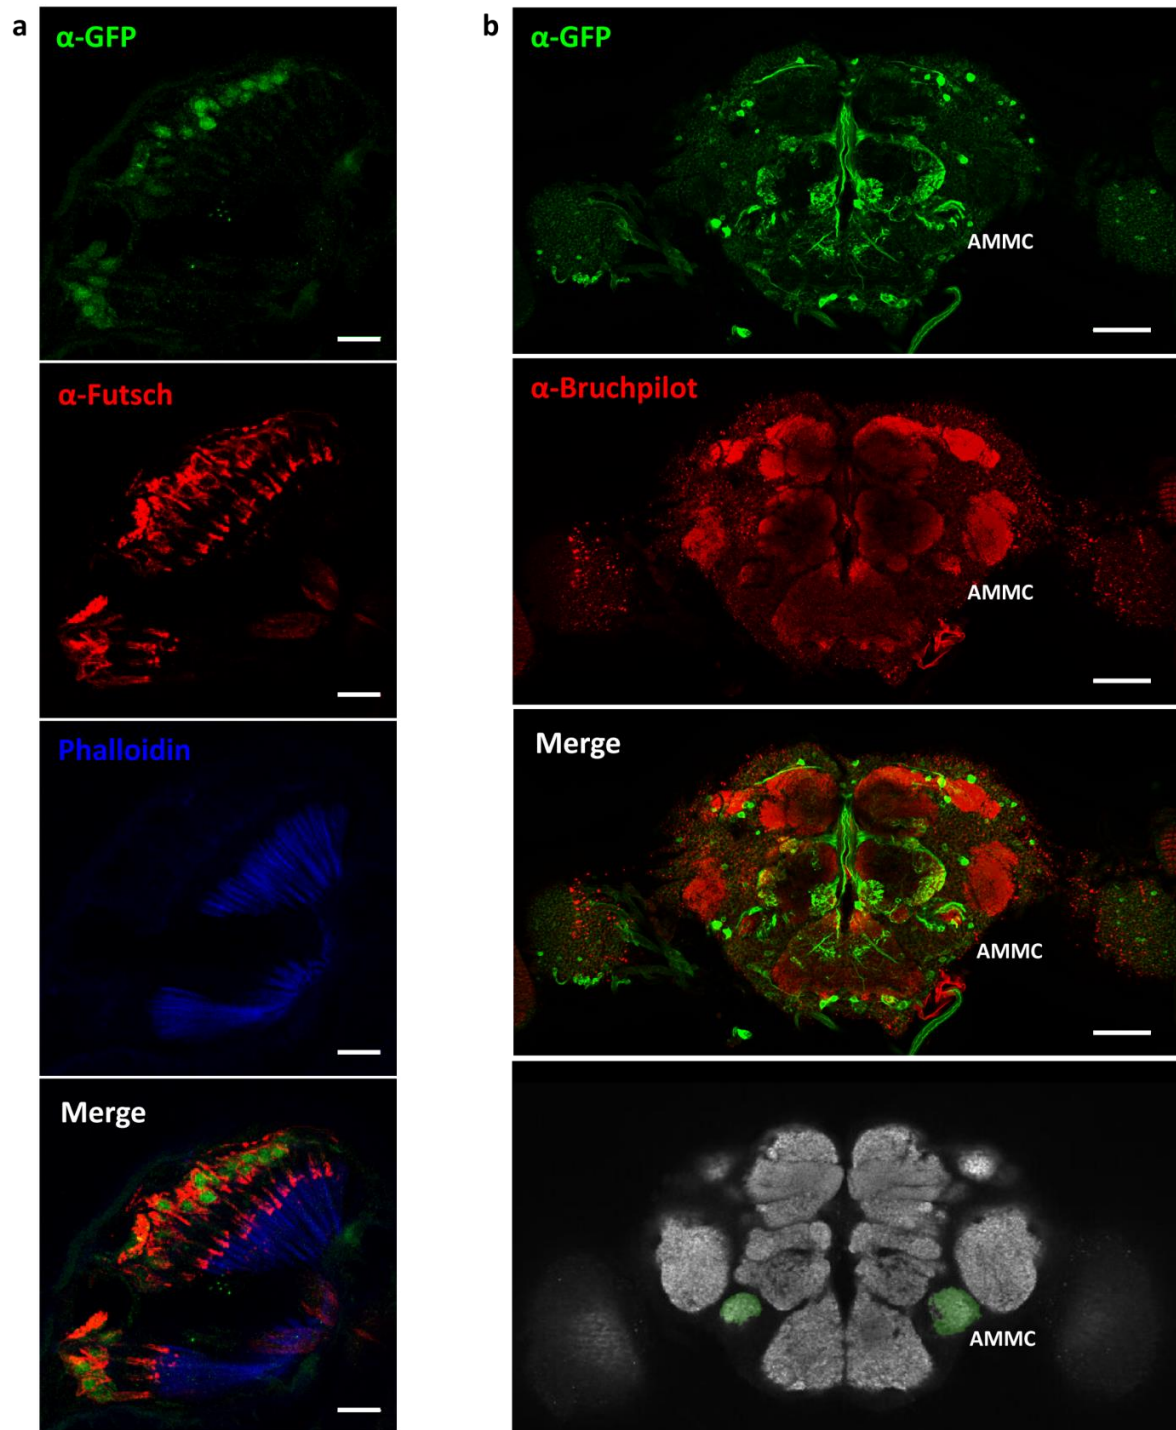 a
α-GFP
α-Futsch
Phalloidin
Merge
b
α-GFP
AMMC
α-Bruchpilot
AMMC
Merge
AMMC
AMMC